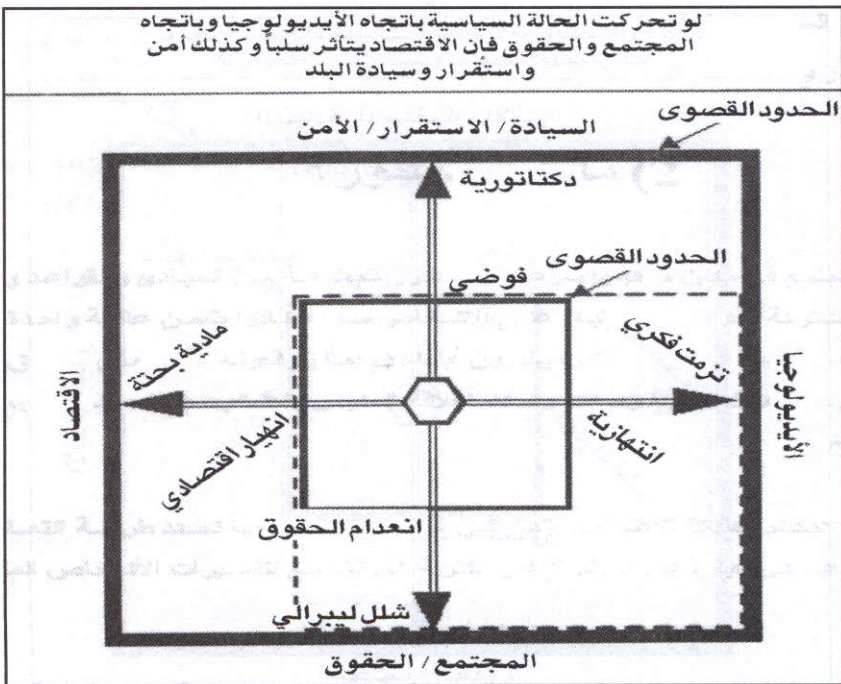 لو تحركت الحالة السياسية باتجاه الأيديولوجيا وباتجاه
المجتمع والحقوق فإن الاقتصاد يتأثر سلباً وكذلك أمن
واستقرار وسيادة البلد
الحدود القصوى
السيادة / الاستقرار / الأمن
دكتاتورية
الحدود القصوى
فوضى
تزمت فكري
مادية بحتة
الأيديولوجيا
الاقتصاد
انتهازية
انهيار اقتصادي
انعدام الحقوق
شلل ليبرالي
المجتمع / الحقوق